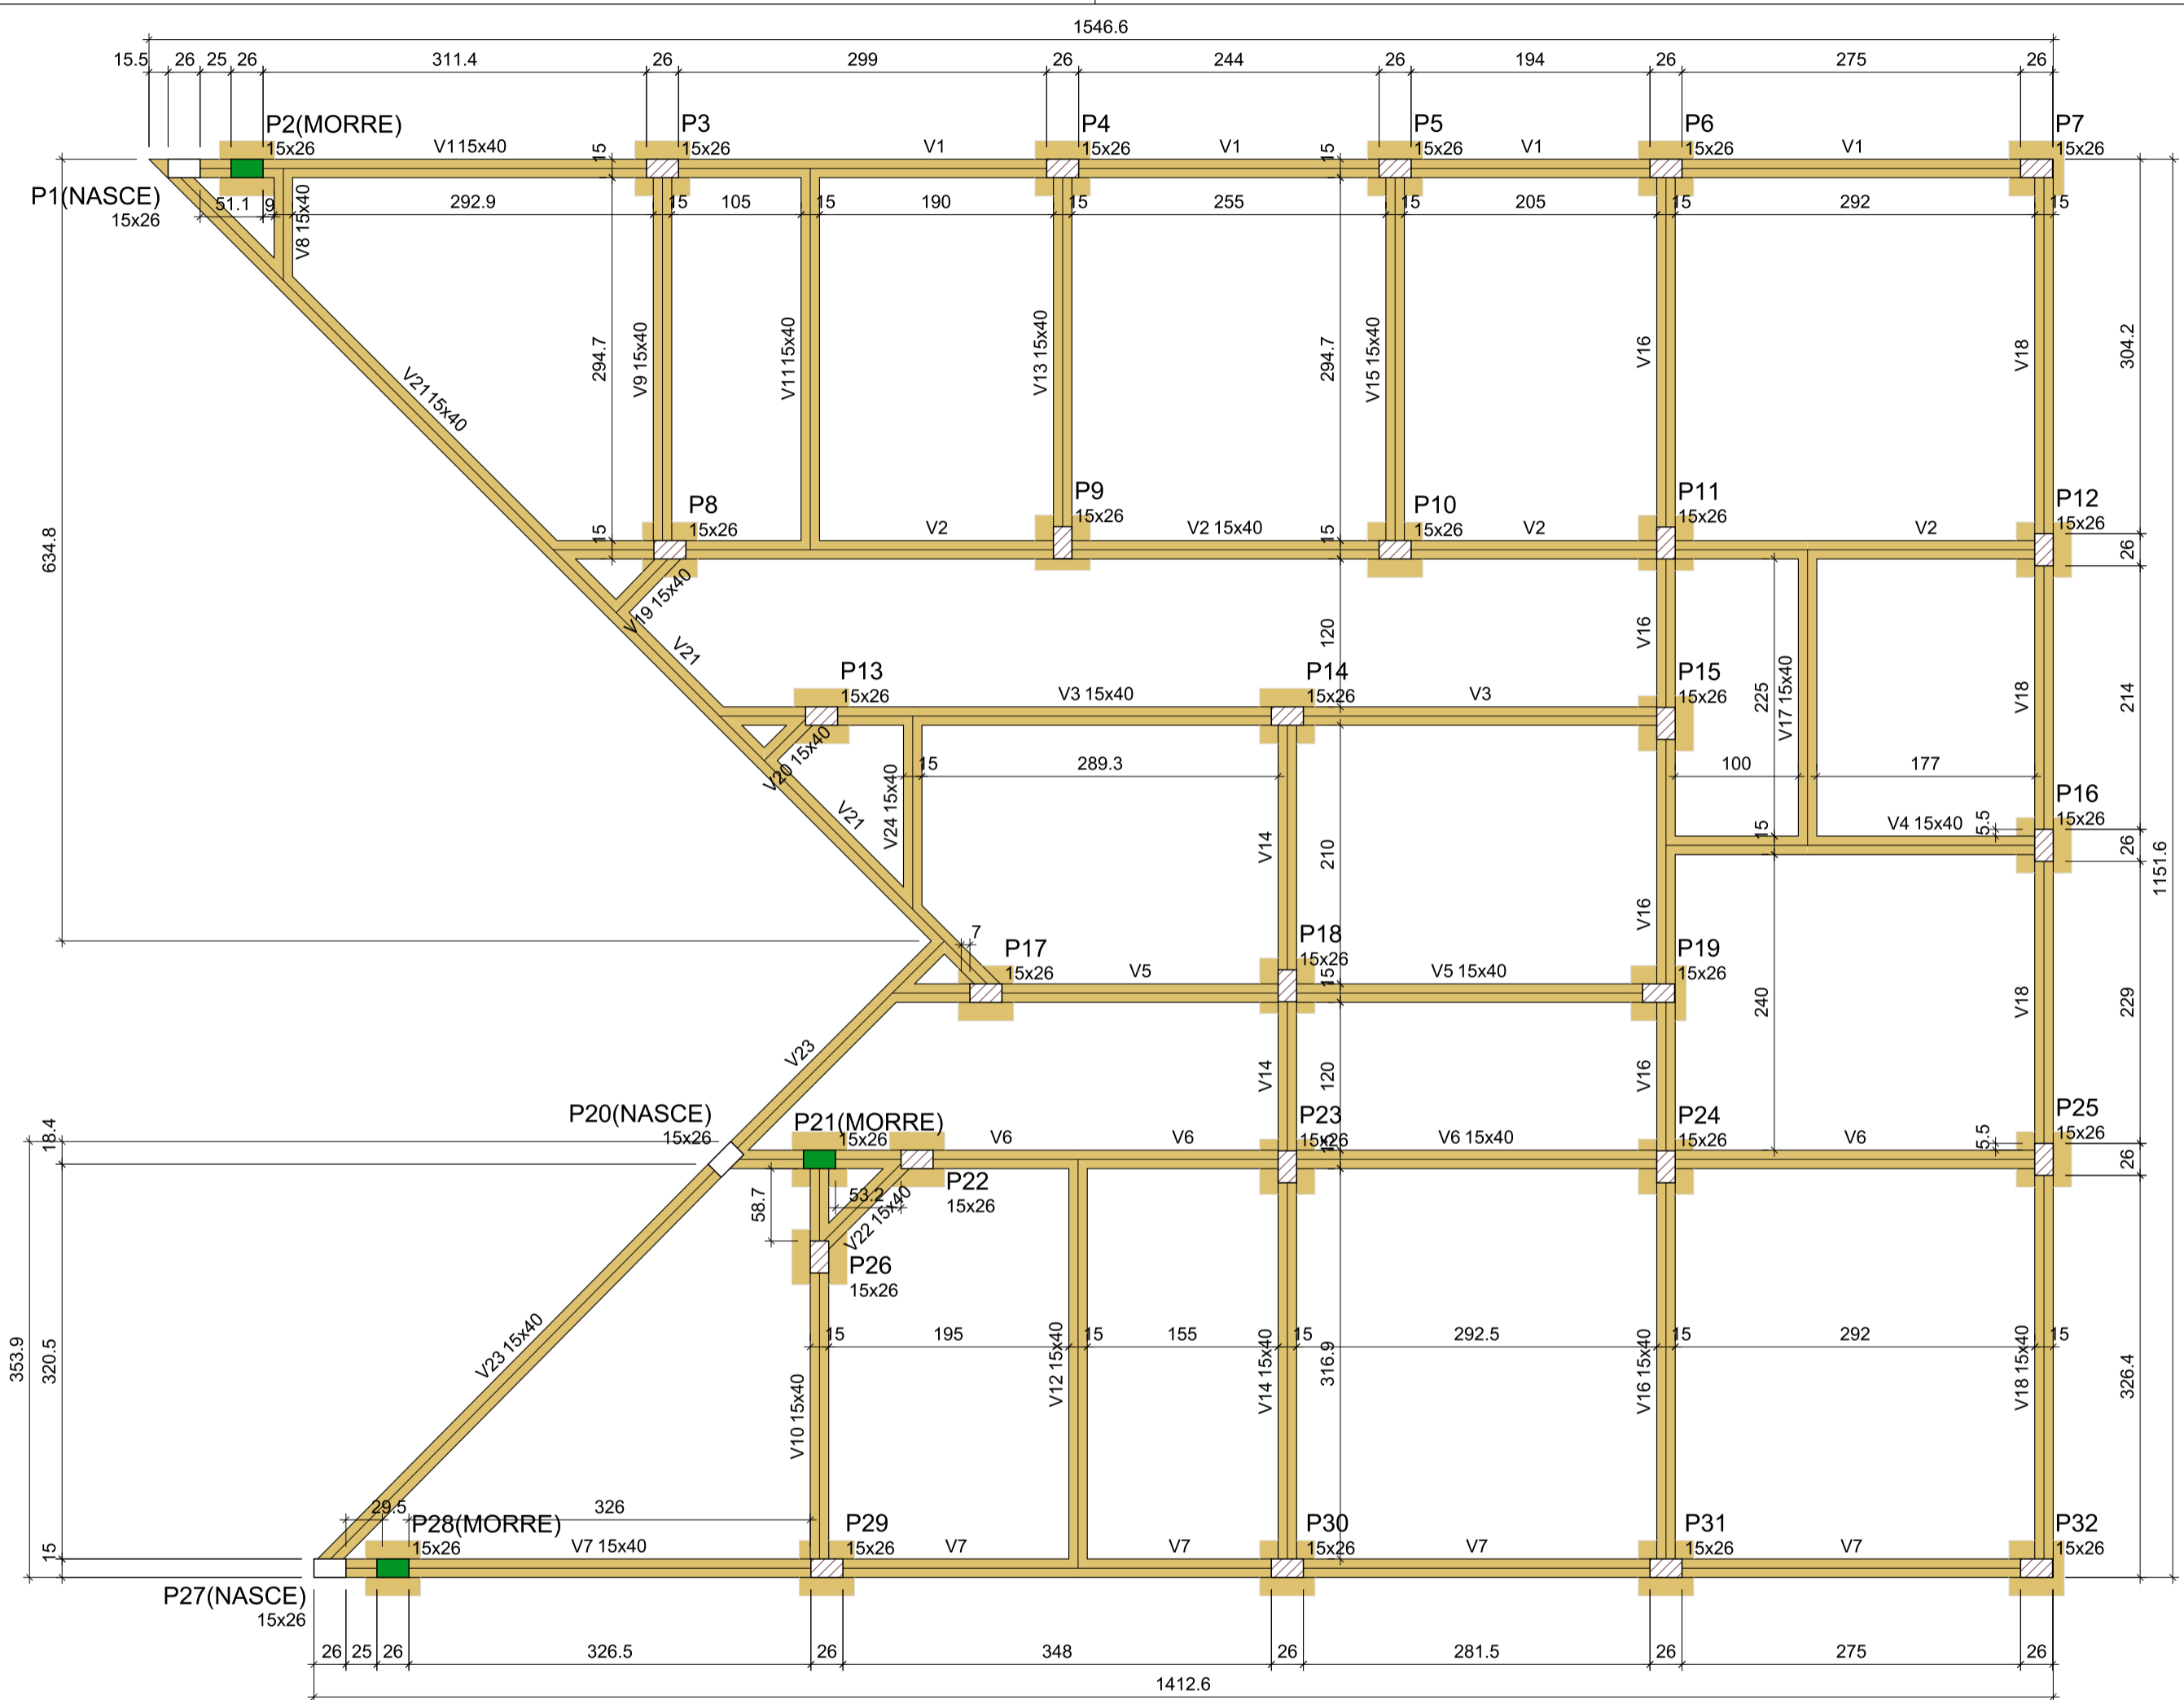 1546.6
15.5 26 25 26 311.4 26 299 26 244 26 194 26 275 26
P2(MORRE) P3 P4 P5 P6 P7
15x26 V1 15x40 15 15x26 V1 15x26 V1 15 15x26 V1 15x26 V1 15x26
P1(NASCE)
15x26
51.1 9 V8 15x40 292.9 15 105 15 190 15 255 15 205 15 292 15
294.7 V9 15x40 V11 15x40 V13 15x40 294.7 V15 15x40 V16 V18 304.2
V21 15x40
634.8
P8 P9 P10 P11 P12
15 15x26 V2 15x26 V2 15x40 15 15x26 V2 15x26 V2 15x26 26
V19 15x40
V21 120 V16
P13 P14 P15
15x26 V3 15x40 15x26 V3 15x26
225 V17 15x40 V18 214
V20 15x40
15 289.3 100 177
V21 V24 15x40 V14 210
P16
15 V4 15x40 5.5 15x26 26
1151.6
V16
7 P17 P18 P19
15x26 V5 15x26 15 V5 15x40 15x26
240 V18 229
V23 V14 120 V16
P20(NASCE)
15x26
18.4
P21(MORRE) P23 P24 P25
15x26 V6 V6 15x26 15 V6 15x40 15x26 V6 5.5 15x26 26
58.7 53.2 P22
15x26
V22 15x40
P26
15x26
15 195 15 155 15 292.5 15 292 15
353.9 320.5 V23 15x40 V10 15x40 V12 15x40 V14 15x40 316.9 V16 15x40 V18 15x40 326.4
29.5 326
P28(MORRE) P29 P30 P31 P32
15 15x26 V7 15x40 15x26 V7 V7 15x26 V7 15x26 V7 15x26
P27(NASCE)
15x26
26 25 26 326.5 26 348 26 281.5 26 275 26
1412.6